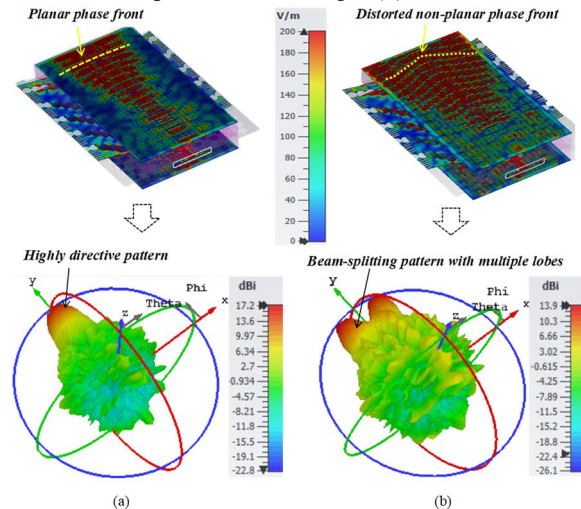 Planar phase front
Distorted non-planar phase front
V/m
200
180
160
140
120
100
80
60
40
20
0
Highly directive pattern
Beam-splitting pattern with multiple lobes
y
z
Theta
Phi
x
dBi
17.2
13.6
9.97
6.34
2.7
-0.934
-4.57
-8.21
-11.8
-15.5
-19.1
-22.8
y
z
Phi
Theta
x
dBi
13.9
10.3
6.64
3.01
-0.615
-4.25
-7.89
-11.5
-15.2
-18.8
-22.4
-26.1
(a)
(b)